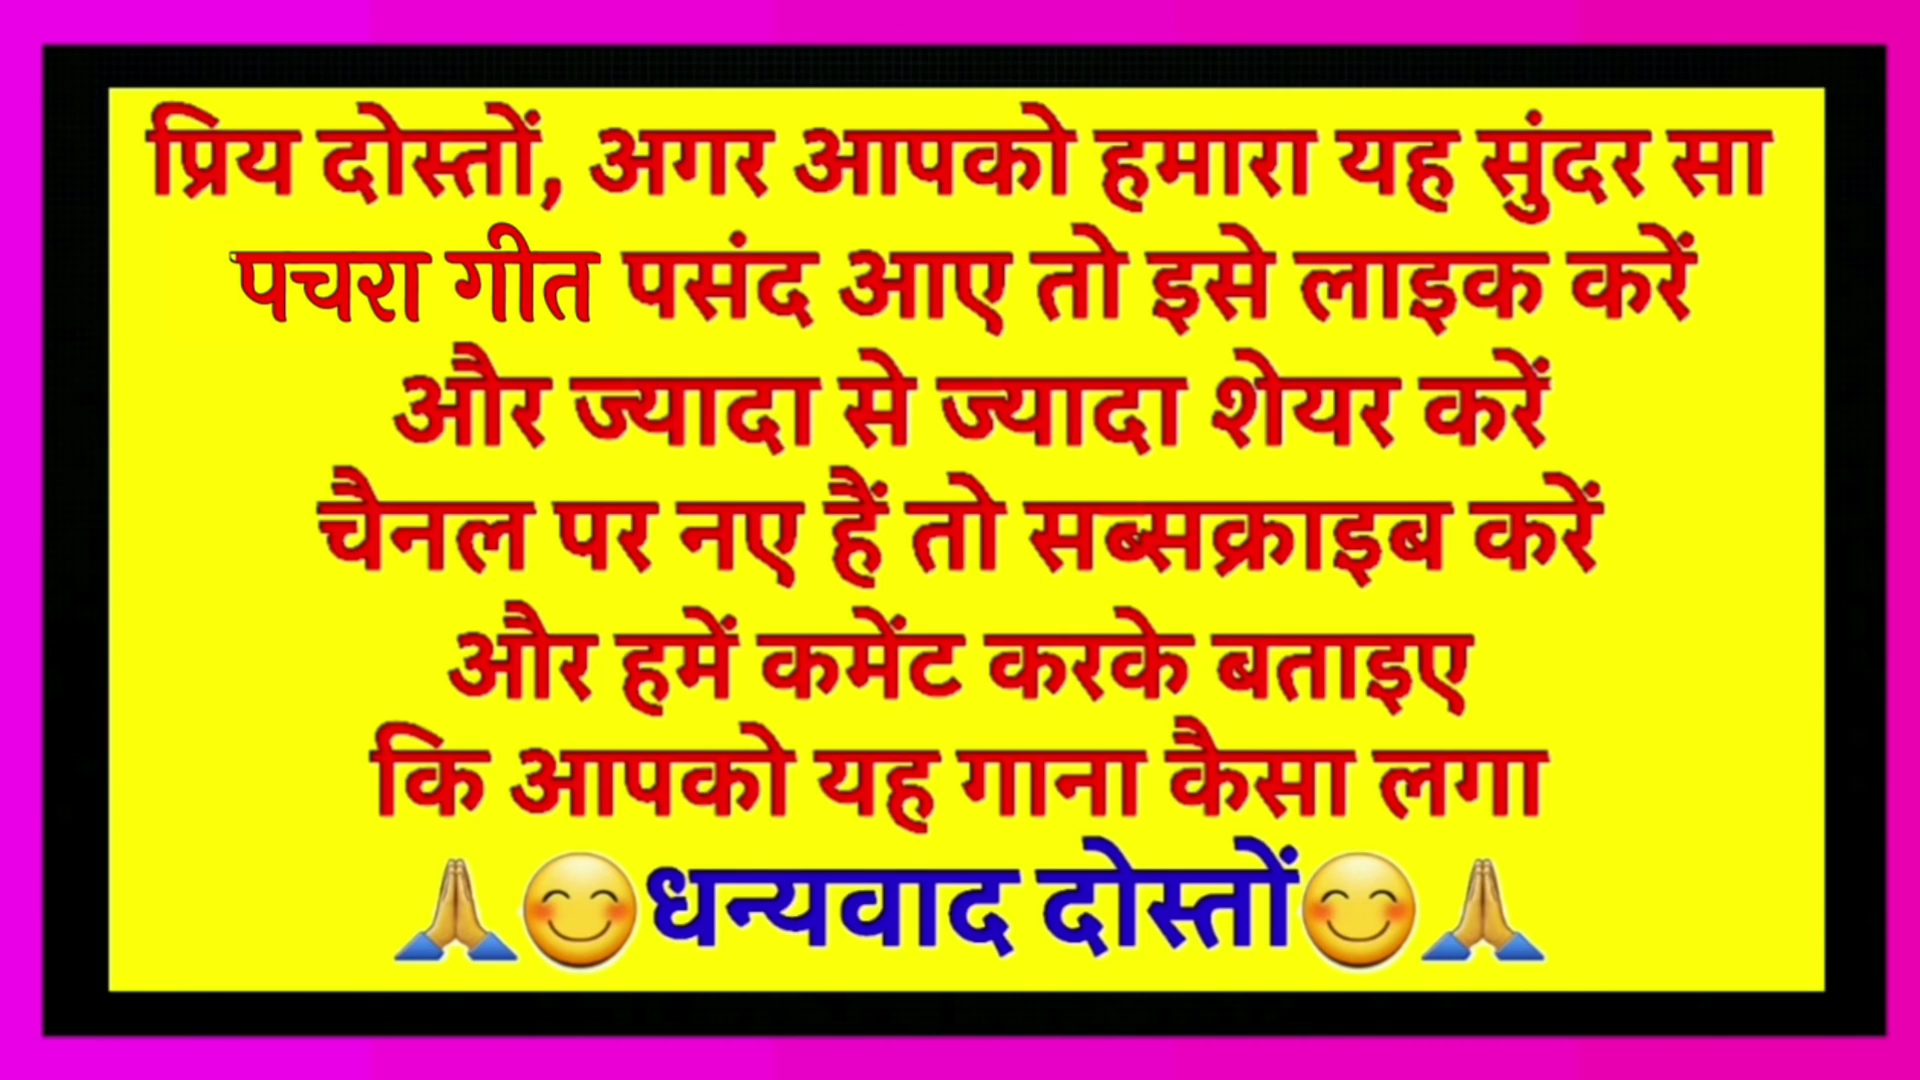 प्रिय दोस्तों, अगर आपको हमारा यह सुंदर सा
पचरा गीत पसंद आए तो इसे लाइक करें
और ज्यादा से ज्यादा शेयर करें
चैनल पर नए हैं तो सब्सक्राइब करें
और हमें कमेंट करके बताइए
कि आपको यह गाना कैसा लगा
🙏😊धन्यवाद दोस्तों😊🙏